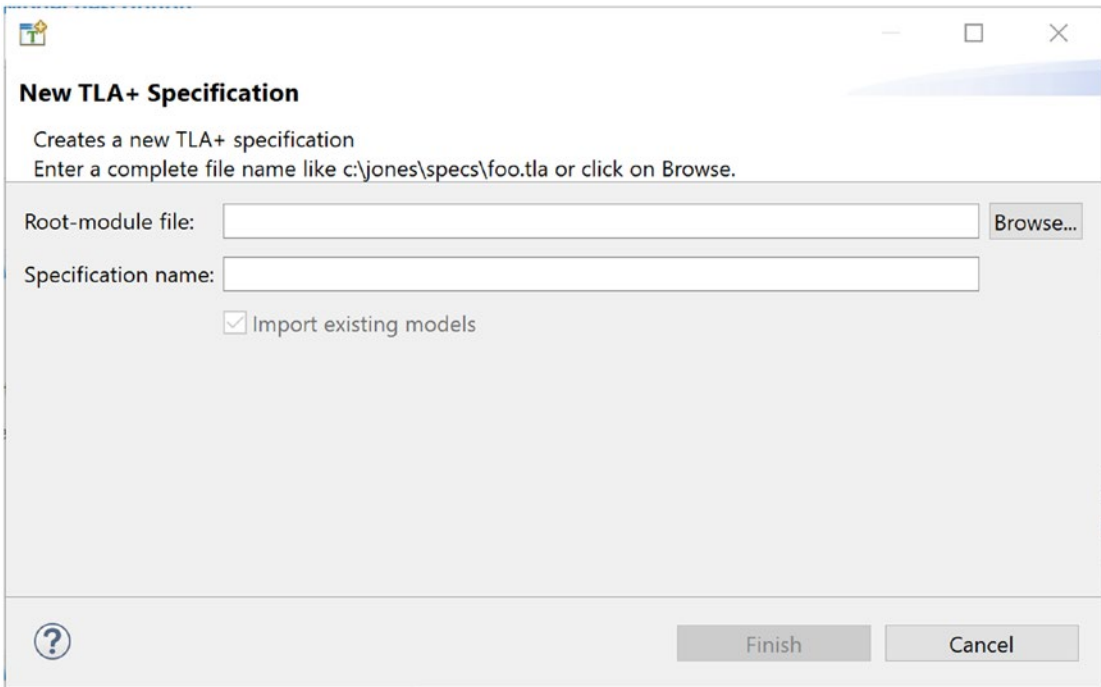 New TLA+ Specification
Creates a new TLA+ specification
Enter a complete file name like c:\jones\specs\foo.tla or click on Browse.
Root-module file:
Browse...
Specification name:
Import existing models
Finish
Cancel